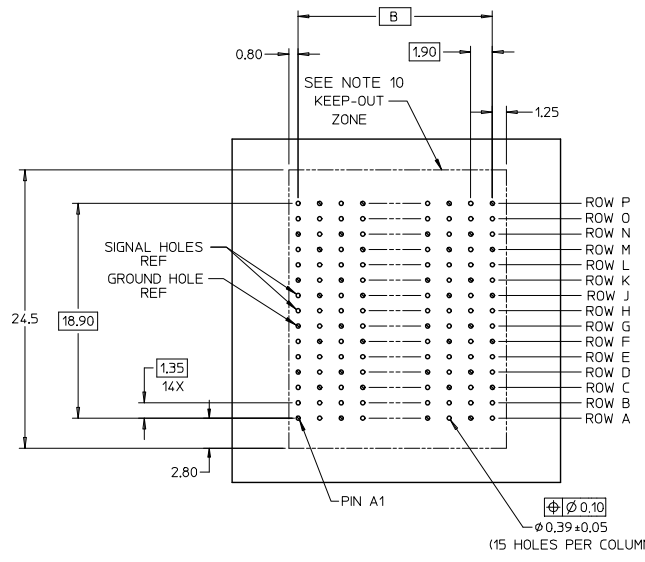 B
0.80
1.90
SEE NOTE 10
KEEP-OUT
ZONE
1.25
ROW P
ROW O
ROW N
ROW M
ROW L
ROW K
ROW J
ROW H
ROW G
ROW F
ROW E
ROW D
ROW C
ROW B
ROW A
SIGNAL HOLES
REF
GROUND HOLE
REF
24.5
18.90
1.35
14X
2.80
PIN A1
⌖ Ø 0.10
Ø 0.39 ±0.05
(15 HOLES PER COLUM